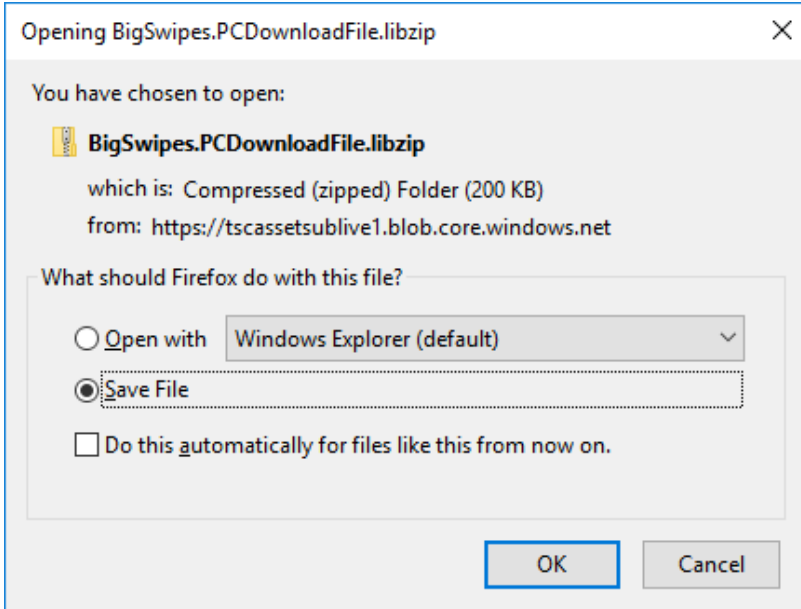 Opening BigSwipes.PCDownloadFile.libzip
You have chosen to open:
BigSwipes.PCDownloadFile.libzip
which is: Compressed (zipped) Folder (200 KB)
from: https://tscassetsublive1.blob.core.windows.net
What should Firefox do with this file?
Open with Windows Explorer (default)
Save File
Do this automatically for files like this from now on.
OK Cancel